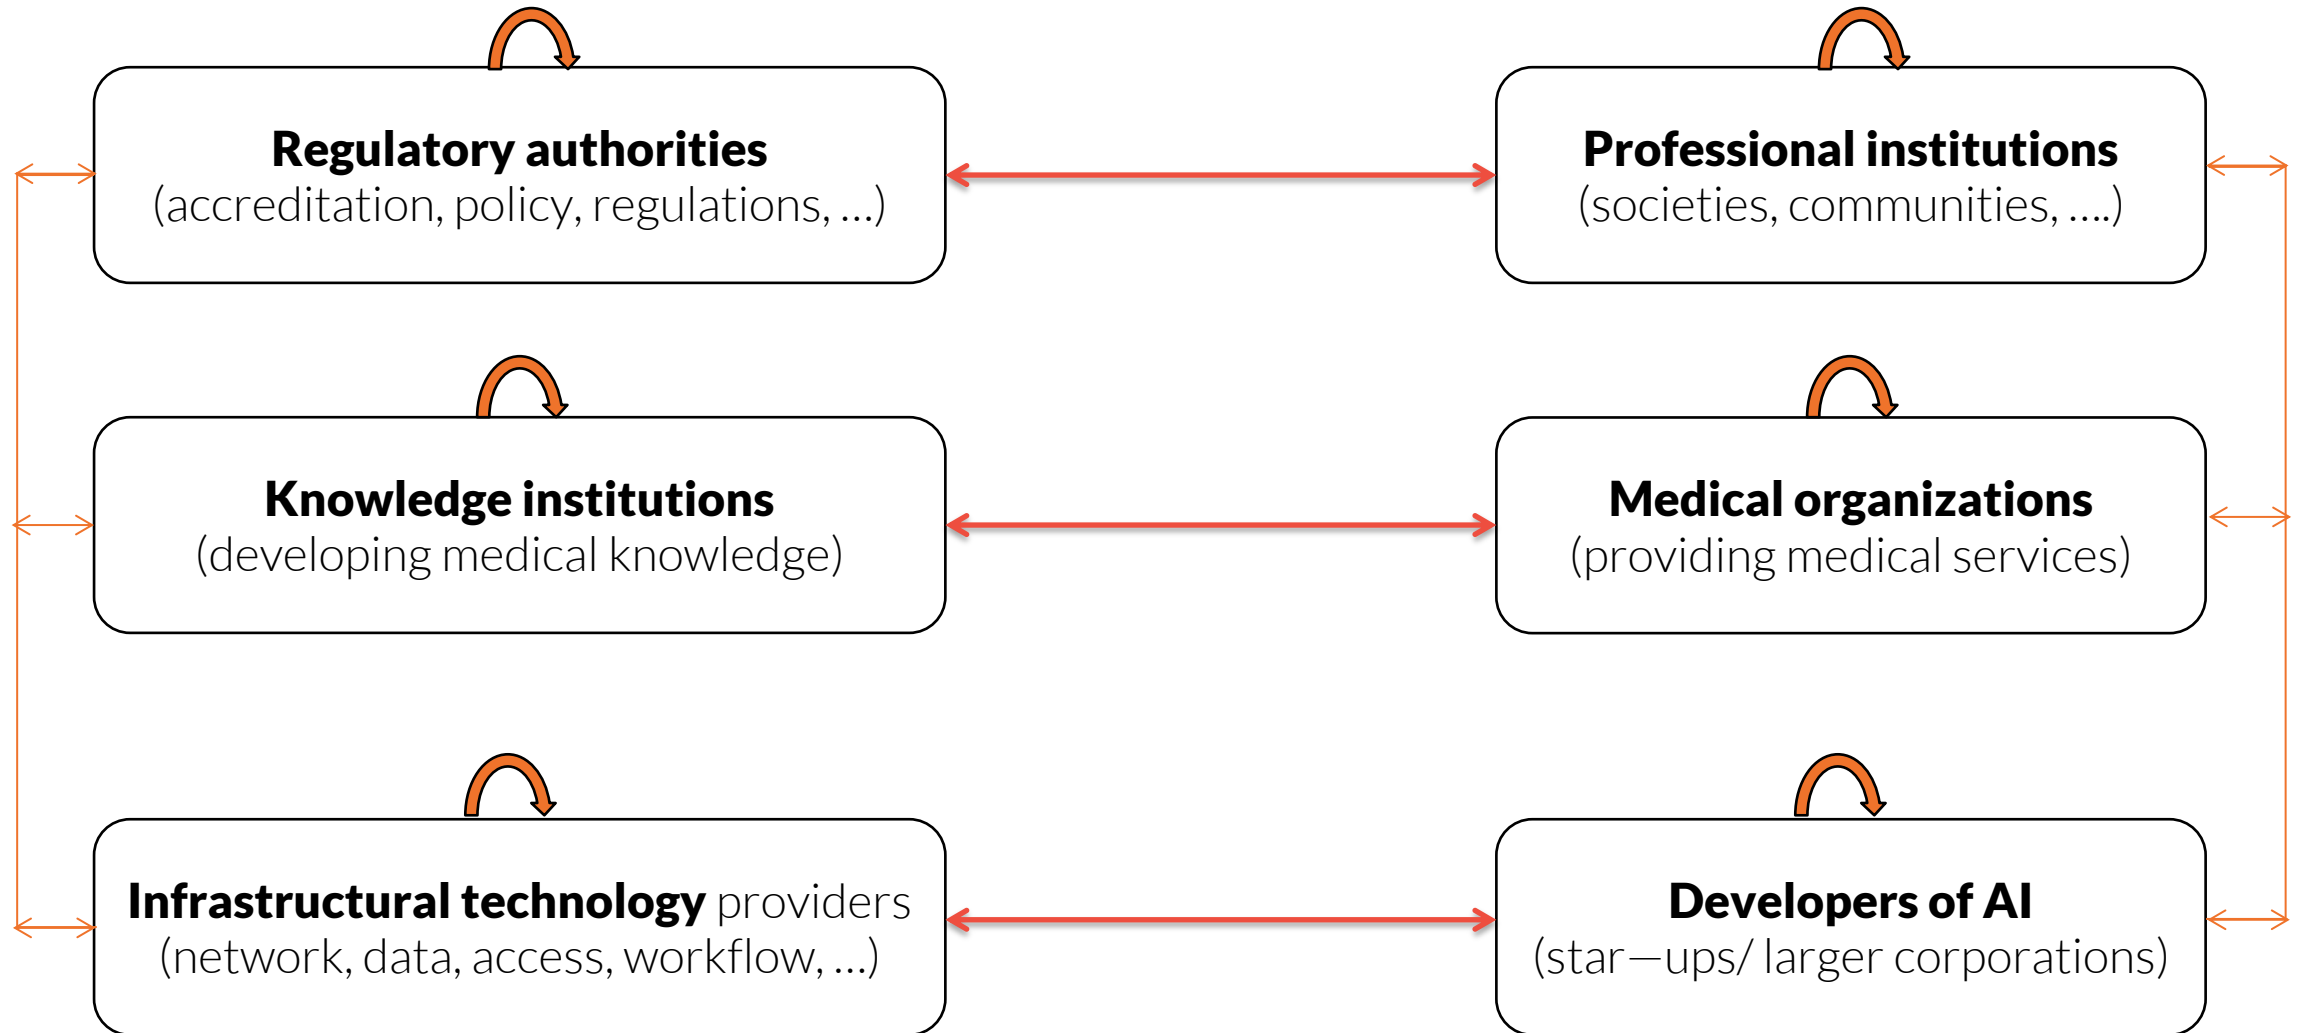 Regulatory authorities
(accreditation, policy, regulations, ...)
Professional institutions
(societies, communities, ....)
Knowledge institutions
(developing medical knowledge)
Medical organizations
(providing medical services)
Infrastructural technology providers
(network, data, access, workflow, ...)
Developers of AI
(star—ups/ larger corporations)